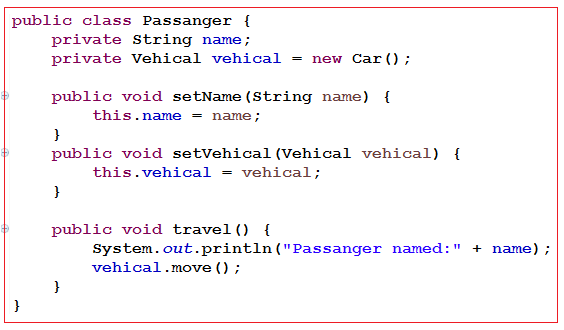 public class Passanger {
    private String name;
    private Vehical vehical = new Car();

    public void setName(String name) {
        this.name = name;
    }
    public void setVehical(Vehical vehical) {
        this.vehical = vehical;
    }

    public void travel() {
        System.out.println("Passanger named:" + name);
        vehical.move();
    }
}